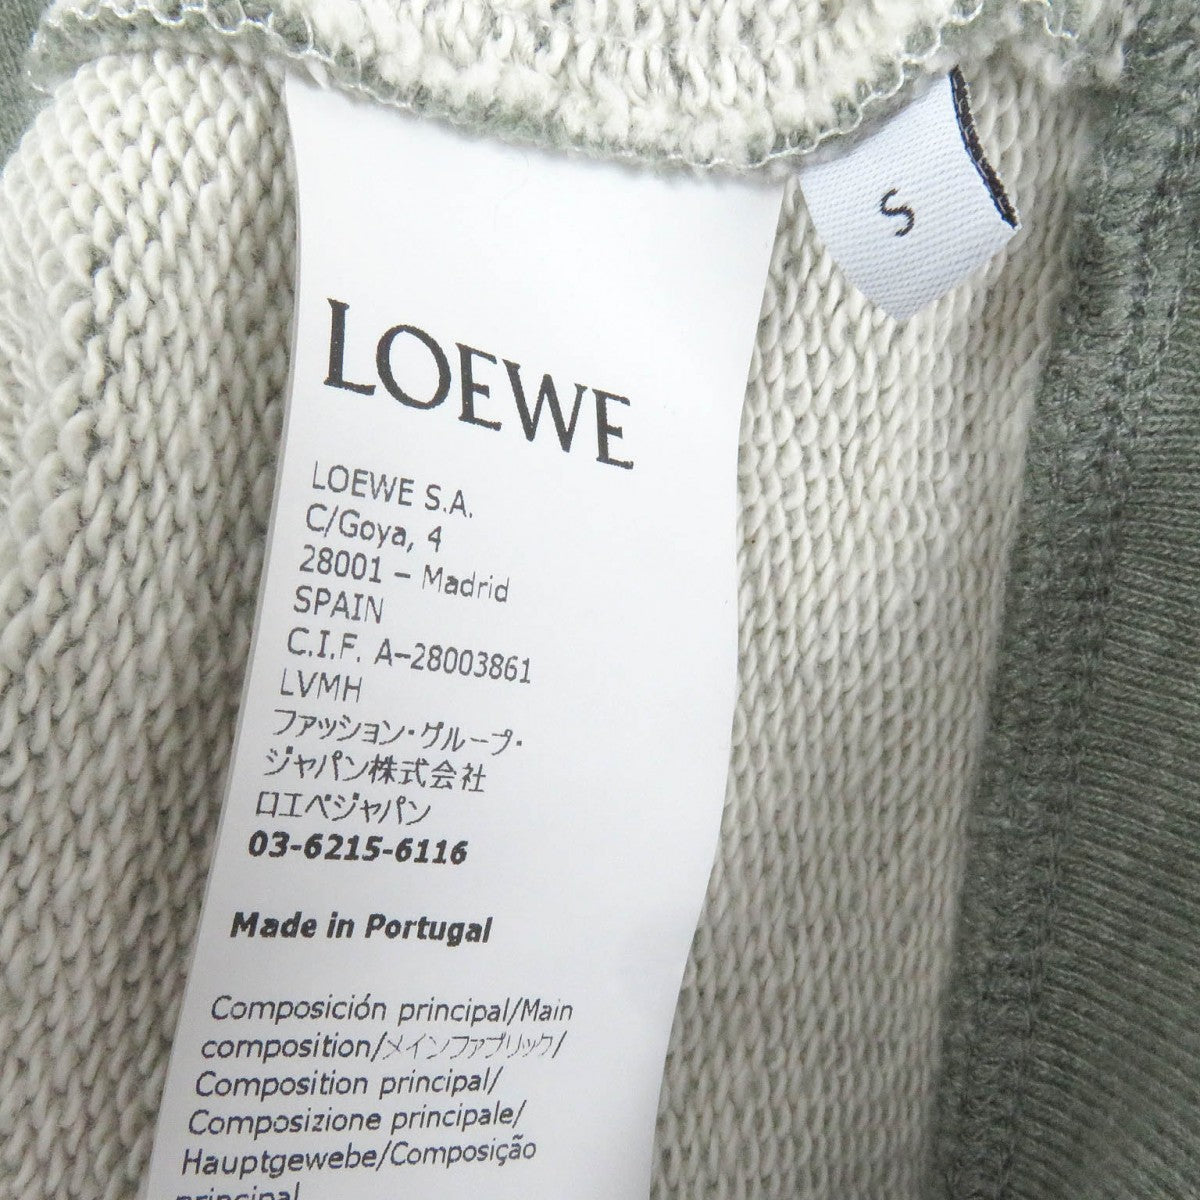 S
LOEWE
LOEWE S.A.
C/Goya, 4
28001 – Madrid
SPAIN
C.I.F. A–28003861
LVMH
ファッション・グループ・
ジャパン株式会社
ロエベジャパン
03-6215-6116
Made in Portugal
Composición principal/Main
composition/メインファブリック/
Composition principal/
Composizione principale/
Hauptgewebe/Composição
principal